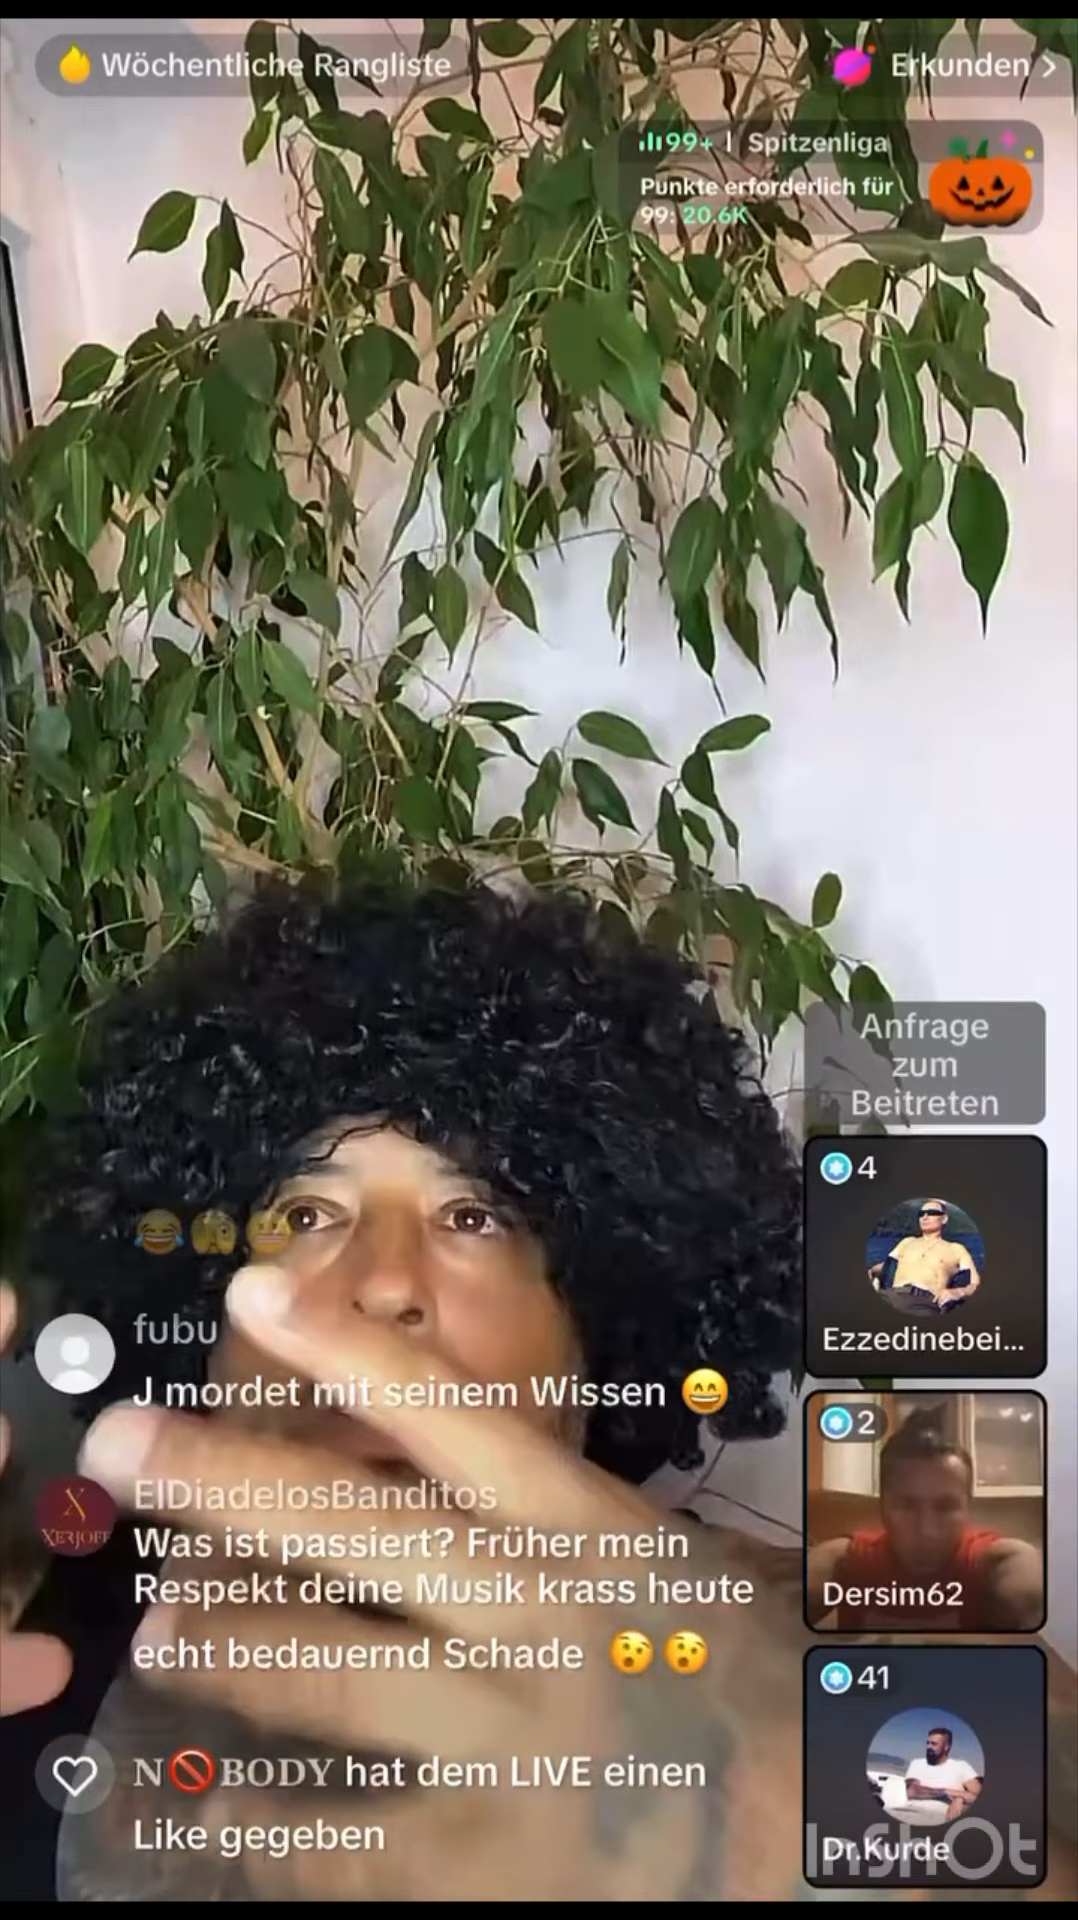 Wöchentliche Rangliste
Erkunden
99+ | Spitzenliga
Punkte erforderlich für
99: 20.6K
Anfrage
zum
Beitreten
4
Ezzedinebei...
fubu
J mordet mit seinem Wissen 😄
2
Dersim62
XERJOFF
ElDiadelosBanditos
Was ist passiert? Früher mein
Respekt deine Musik krass heute
echt bedauernd Schade 😯😯
41
Dr.Kurde
N🚫BODY hat dem LIVE einen
Like gegeben
InShOt